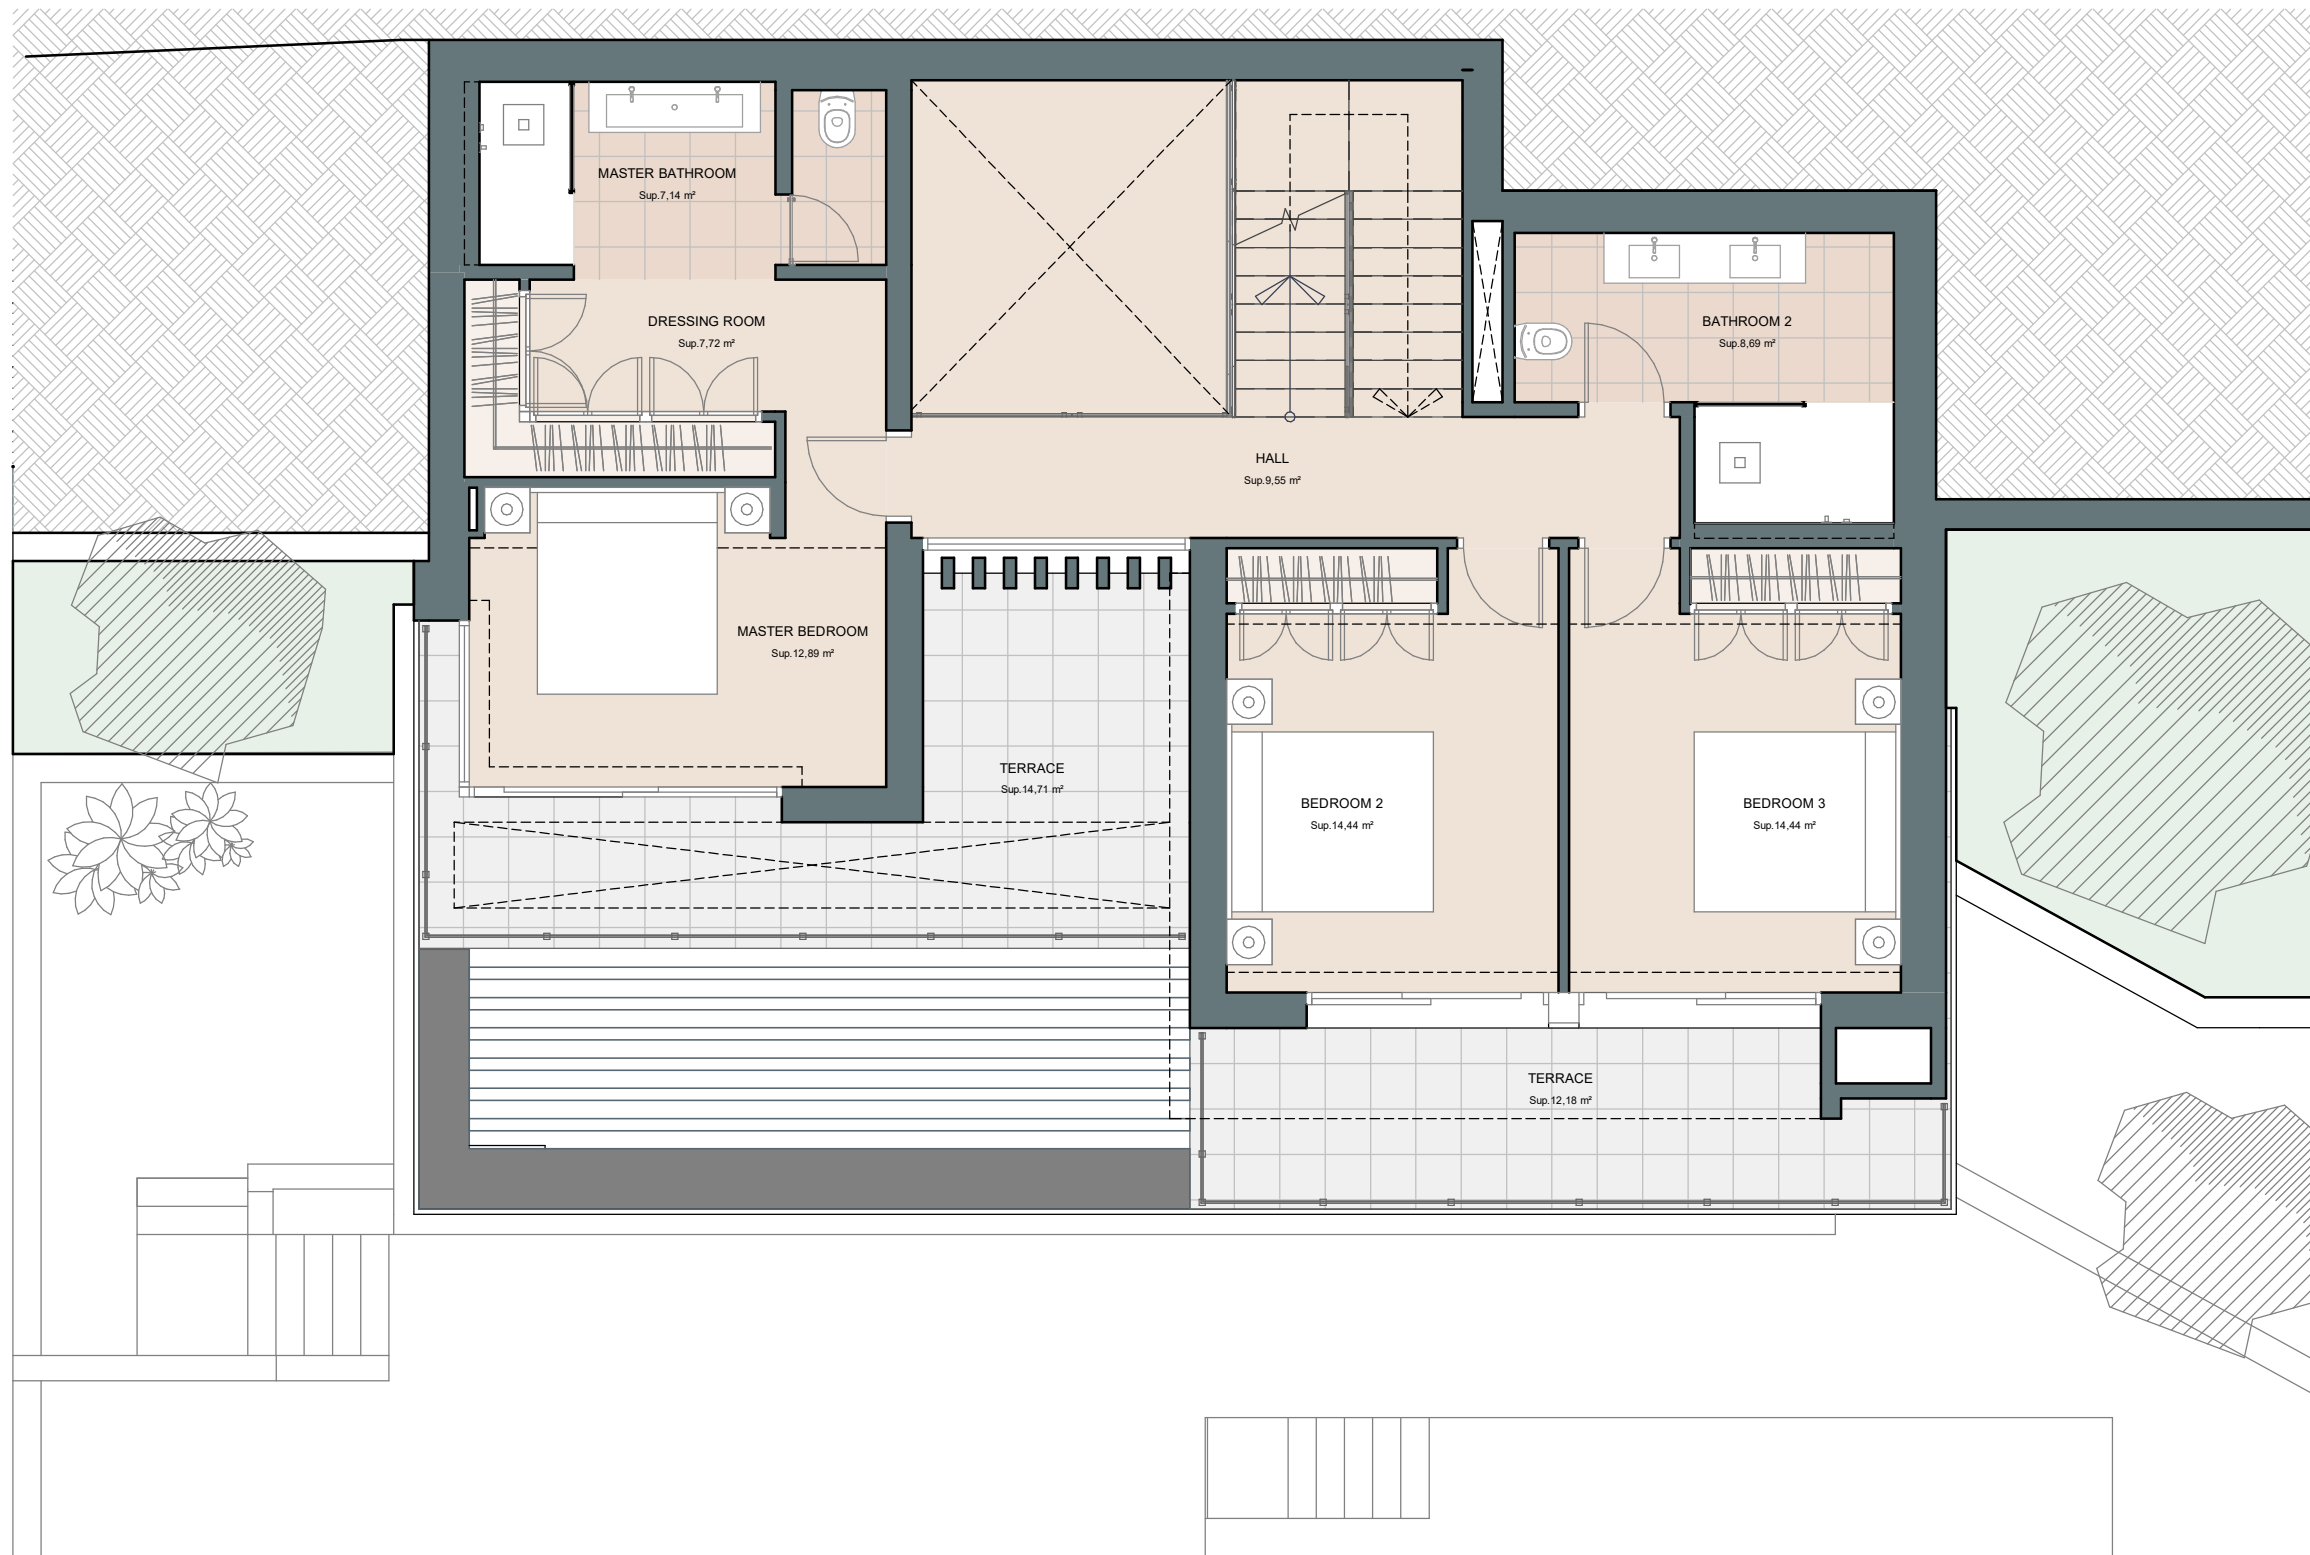 MASTER BATHROOM
Sup.7,14 m²
DRESSING ROOM
Sup.7,72 m²
BATHROOM 2
Sup.8,69 m²
HALL
Sup.9,55 m²
MASTER BEDROOM
Sup.12,89 m²
TERRACE
Sup.14,71 m²
BEDROOM 2
Sup.14,44 m²
BEDROOM 3
Sup.14,44 m²
TERRACE
Sup.12,18 m²